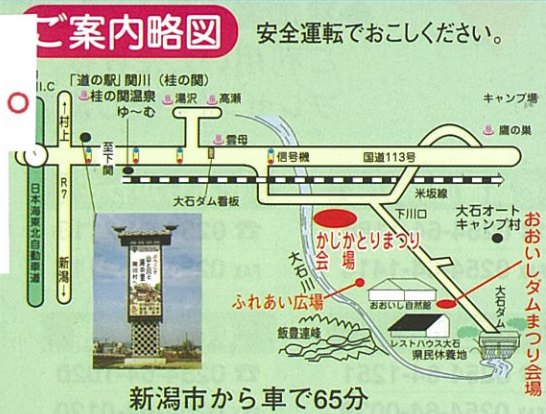 ご案内略図
安全運転でおこしください。
I.C
「道の駅」関川(桂の関)
桂の関温泉
ゆ〜む
湯沢
高瀬
キャンプ場
鷹の巣
雲母
↑村上
至下関
信号機
国道113号
R7
大石ダム看板
米坂線
下川口
大石オート
キャンプ村
日本海東北自動車道
新潟↓
かじかとりまつり
会場
大石川
ふれあい広場
おおいしダムまつり会場
おおいし自然館
大石ダム
飯豊連峰
レストハウス大石
県民休養地
新潟市から車で65分